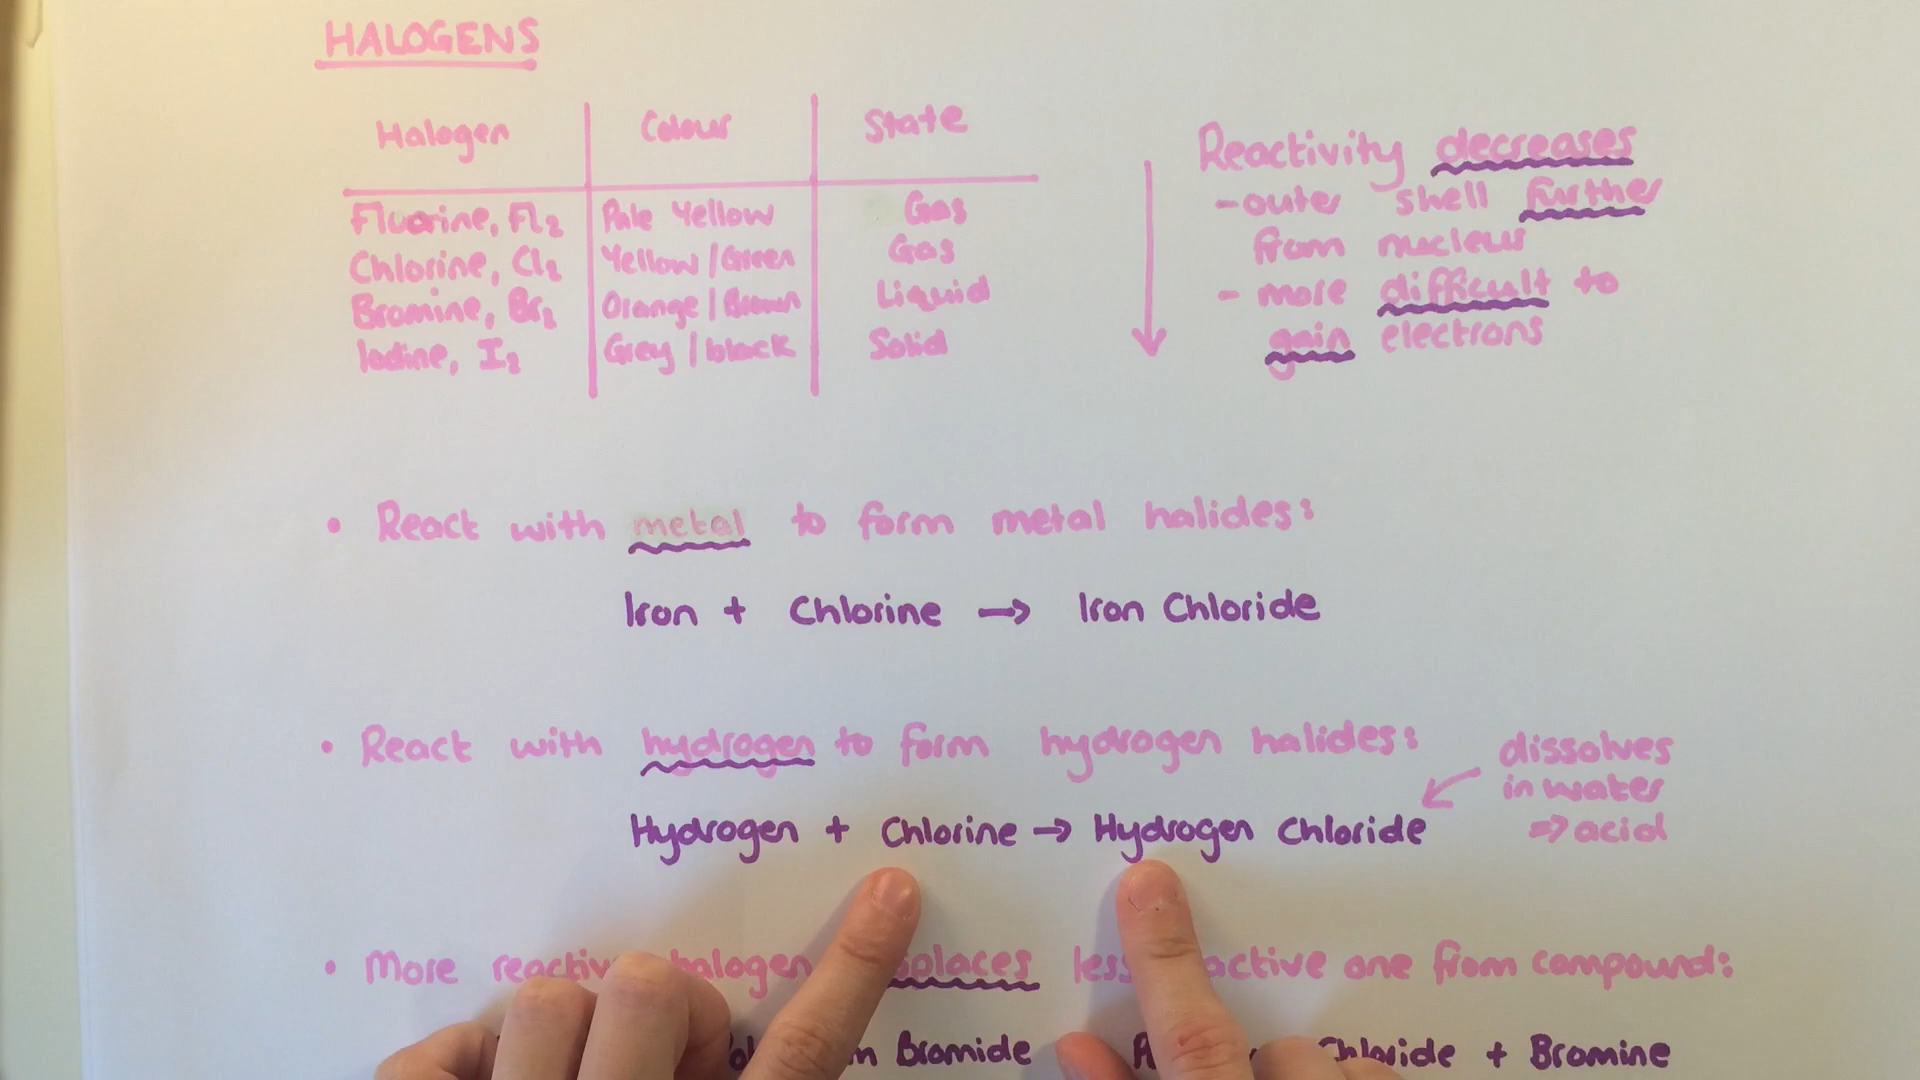 HALOGENS
Halogen Colour State
Fluorine, Fl2 Pale Yellow Gas
Chlorine, Cl2 Yellow/Green Gas
Bromine, Br2 Orange/Brown Liquid
Iodine, I2 Grey/black Solid
Reactivity decreases
- outer shell further
from nucleus
- more difficult to
gain electrons
• React with metal to form metal halides:
Iron + Chlorine → Iron Chloride
• React with hydrogen to form hydrogen halides:
Hydrogen + Chlorine → Hydrogen Chloride
dissolves
in water
⇒ acid
• More halogen less one from compound:
Bromide + Bromine